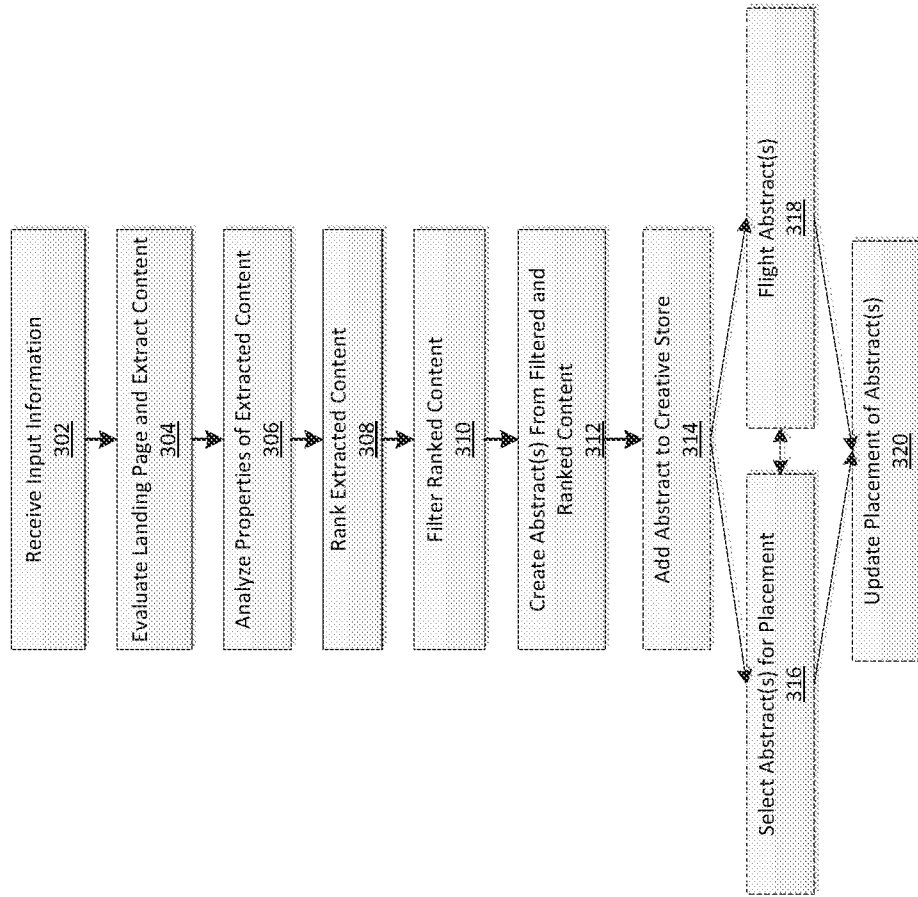 Receive Input Information
302
Evaluate Landing Page and Extract Content
304
Analyze Properties of Extracted Content
306
Rank Extracted Content
308
Filter Ranked Content
310
Create Abstract(s) From Filtered and
Ranked Content
312
Add Abstract to Creative Store
314
Select Abstract(s) for Placement
316
Flight Abstract(s)
318
Update Placement of Abstract(s)
320